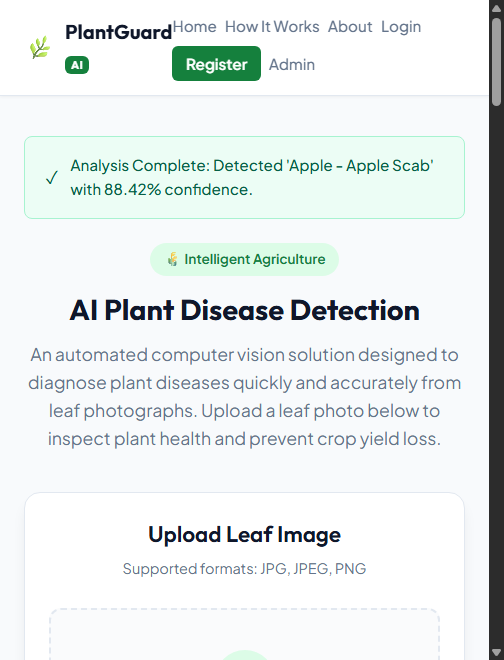 PlantGuard
AI
Home How It Works About Login
Register Admin
✓ Analysis Complete: Detected 'Apple - Apple Scab'
with 88.42% confidence.
Intelligent Agriculture
AI Plant Disease Detection
An automated computer vision solution designed to
diagnose plant diseases quickly and accurately from
leaf photographs. Upload a leaf photo below to
inspect plant health and prevent crop yield loss.
Upload Leaf Image
Supported formats: JPG, JPEG, PNG